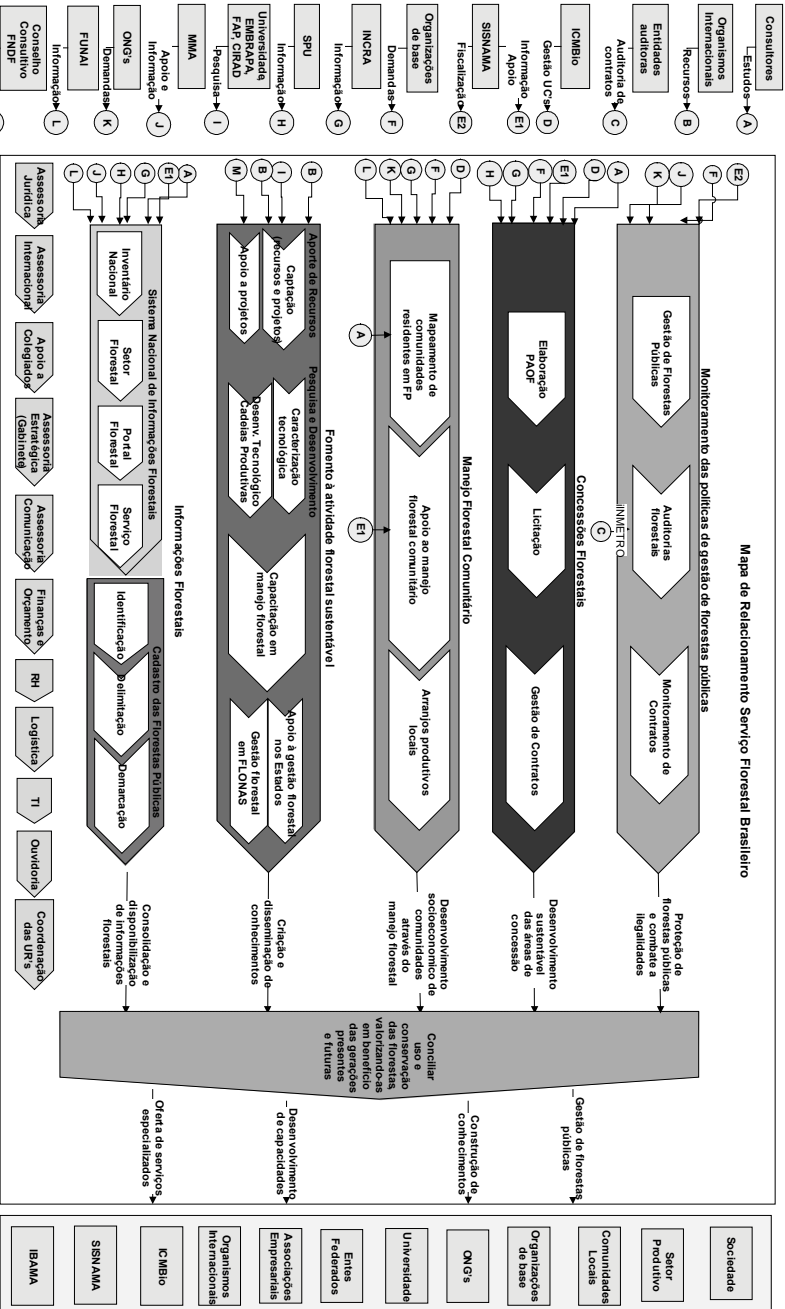 Mapa de Relacionamento Serviço Florestal Brasileiro
Consultores
Estudos
A
Organismos
Internacionais
Recursos
B
Entidades
auditoras
Auditoria de
contratos
C
ICMBio
Gestão UC's
D
SISNAMA
Informação
Apoio
E1
Fiscalização
E2
Organizações
de base
Demandas
F
INCRA
Informação
G
SPU
Informação
H
Universidade,
EMBRAPA,
FAP, CIRAD
Pesquisa
I
MMA
Apoio e
Informação
J
ONG's
Demandas
K
FUNAI
Informação
L
Conselho
Consultivo
FNDF
Monitoramento das políticas de gestão de florestas públicas
E2
F
J
K
Gestão de Florestas
Públicas
Auditorias
florestais
INMETRO
C
Monitoramento de
Contratos
Proteção de
florestas públicas
e combate a
ilegalidades
Concessões Florestais
A
D
E1
F
G
H
Elaboração
PAOF
Licitação
Gestão de Contratos
Desenvolvimento
sustentável
das áreas de
concessão
Manejo Florestal Comunitário
D
F
G
K
L
Mapeamento de
comunidades
residentes em FP
A
Apoio ao manejo
florestal comunitário
E1
Arranjos produtivos
locais
Desenvolvimento
socioeconomico de
comunidades
através do
manejo florestal
Fomento à atividade florestal sustentável
B
I
B
M
Aporte de Recursos
Captação
(recursos e projetos)
Apoio a projetos
Pesquisa e Desenvolvimento
Caracterização
tecnológica
Desenv. Tecnológico
Cadeias Produtivas
Capacitação em
manejo florestal
Apoio à gestão florestal
nos Estados
Gestão florestal
em FLONAS
Criação e
disseminação de
conhecimentos
Informações Florestais
A
E1
G
H
J
L
Sistema Nacional de Informações Florestais
Inventário
Nacional
Setor
Florestal
Portal
Florestal
Serviço
Florestal
Cadastro das Florestas Públicas
Identificação
Delimitação
Demarcação
Consolidação e
disponibilização
de informações
florestais
Assessoria
Jurídica
Assessoria
Internacional
Apoio a
Colegiados
Assessoria
Estratégica
(Gabinete)
Assessoria
Comunicação
Finanças e
Orçamento
RH
Logística
TI
Ouvidoria
Coordenação
das UR's
Conciliar
uso e
conservação
das florestas,
valorizando-as
em benefício
das gerações
presentes
e futuras
Gestão de florestas
públicas
Construção de
conhecimentos
Desenvolvimento
de capacidades
Oferta de serviços
especializados
Sociedade
Setor
Produtivo
Comunidades
Locais
Organizações
de base
ONG's
Universidade
Entes
Federados
Associações
Empresariais
Organismos
Internacionais
ICMBio
SISNAMA
IBAMA